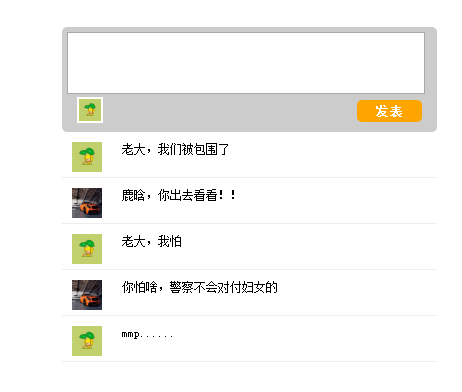 发表
老大，我们被包围了
鹿晗，你出去看看！！
老大，我怕
你怕啥，警察不会对付妇女的
mmp......